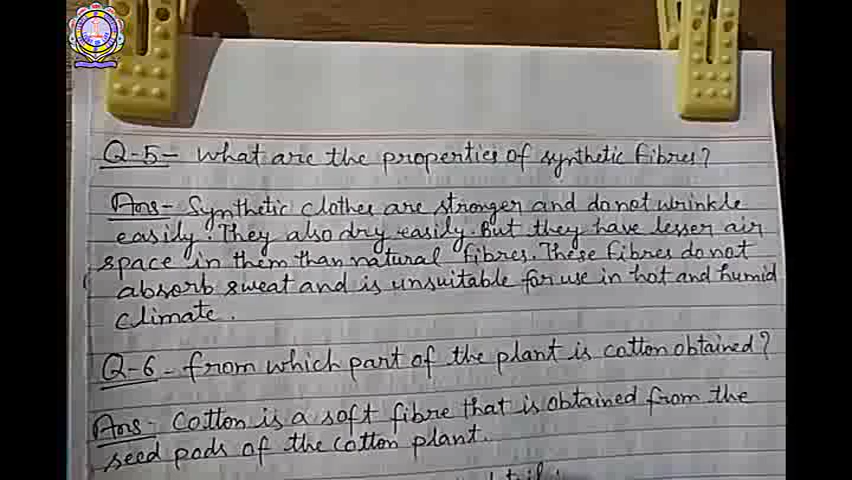 Q-5- What are the properties of synthetic fibres?
Ans- Synthetic clothes are stronger and do not wrinkle
easily. They also dry easily. But they have lesser air
space in them than natural fibres. These fibres do not
absorb sweat and is unsuitable for use in hot and humid
climate.
Q-6- from which part of the plant is cotton obtained?
Ans- Cotton is a soft fibre that is obtained from the
seed pods of the cotton plant.